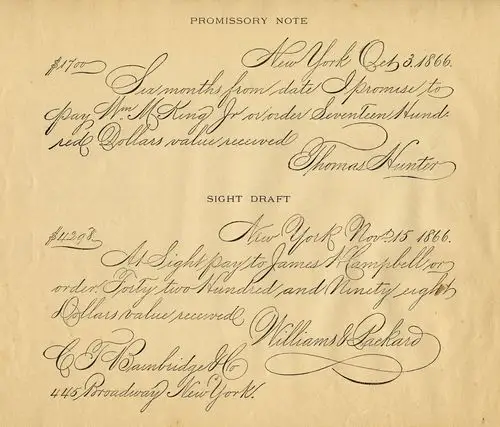 PROMISSORY NOTE
$1700 New York Oct 3. 1866.
Six months from date I promise to
pay Wm M King Jr or order Seventeen Hund-
red Dollars value received
Thomas Hunter
SIGHT DRAFT
$4298 New York Nov 15 1866.
At Sight pay to James N Campbell or
order. Forty two Hundred and Ninety eight
Dollars value received
Williams & Packard
C T Bambridge & Co
445 Broadway New York.